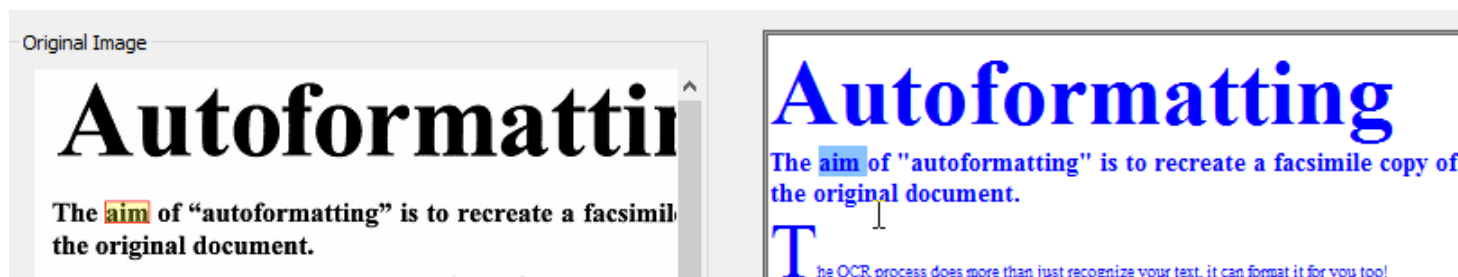 Original Image
Autoformattin
The aim of “autoformatting” is to recreate a facsimil
the original document.
Autoformatting
The aim of "autoformatting" is to recreate a facsimile copy of
the original document.
The OCR process does more than just recognize your text, it can format it for you too!